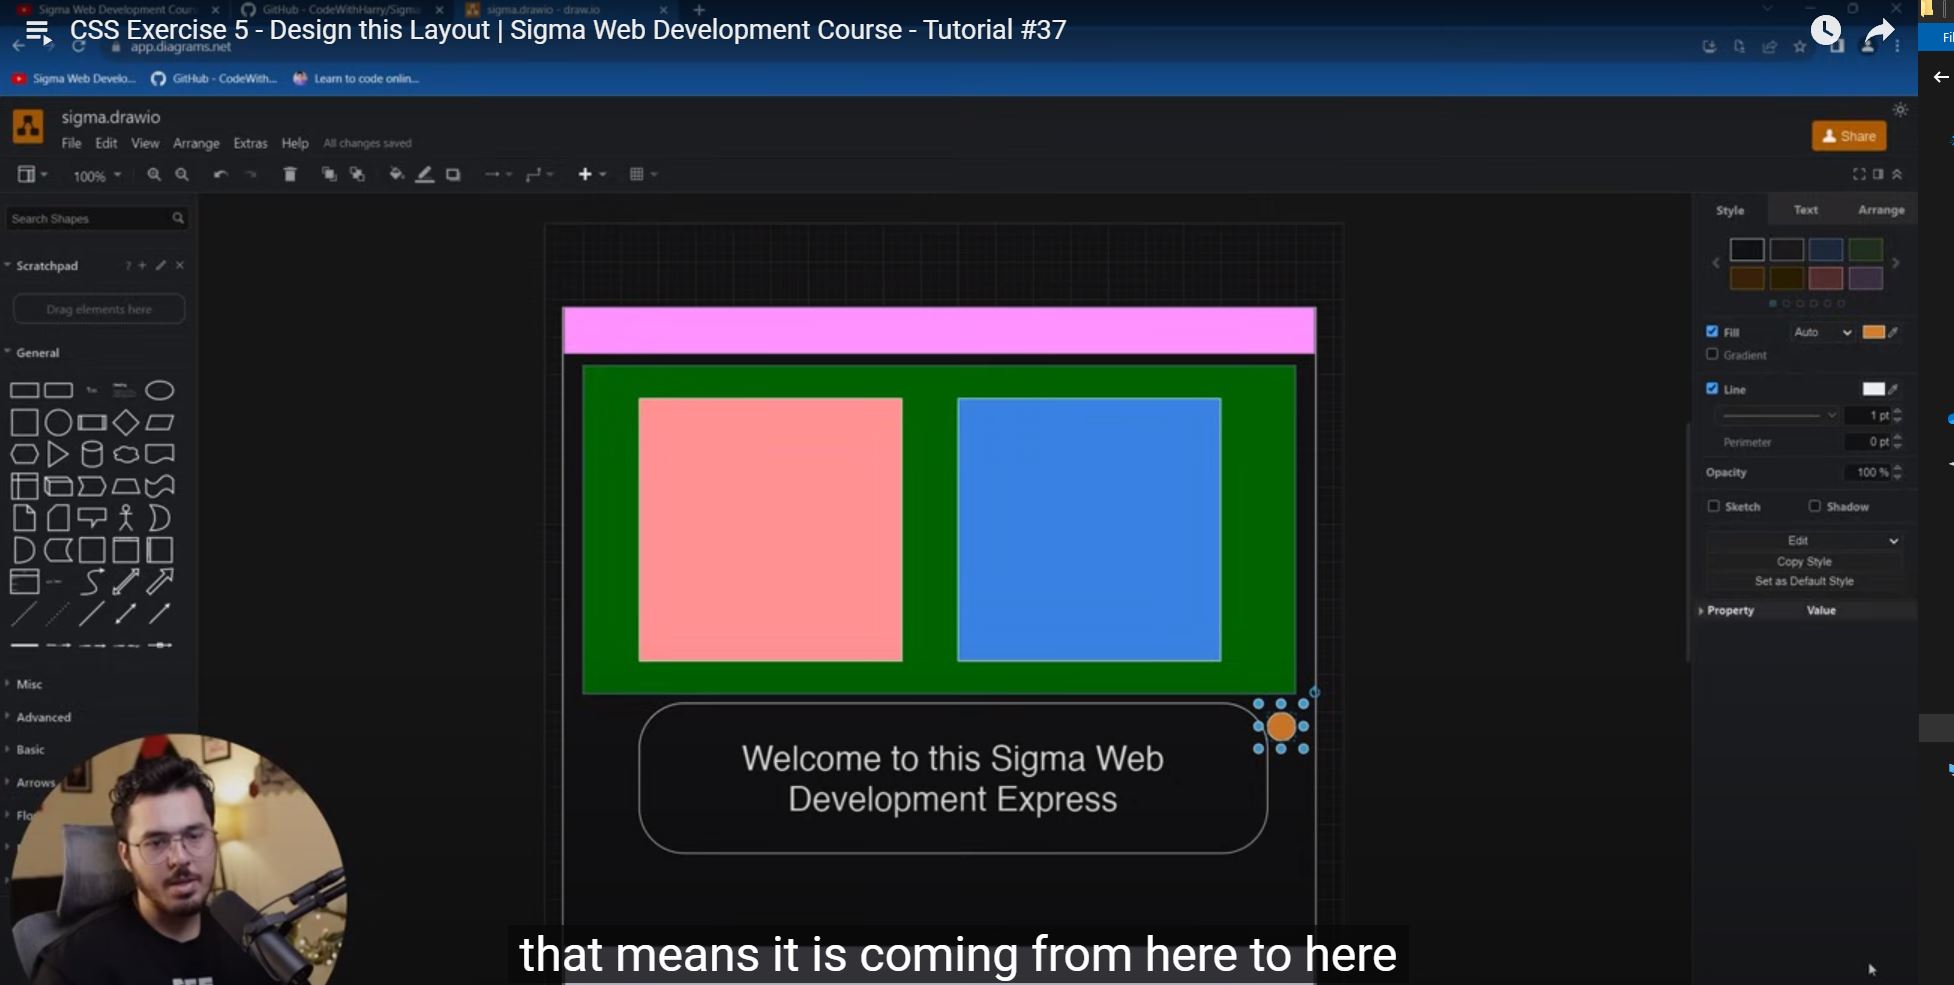 Sigma Web Development Cour
GitHub - CodeWithHarry/Sigma
sigma.drawio - draw.io
CSS Exercise 5 - Design this Layout | Sigma Web Development Course - Tutorial #37
app.diagrams.net
Fil
Sigma Web Develo...
GitHub - CodeWith...
Learn to code onlin...
sigma.drawio
File Edit View Arrange Extras Help All changes saved
Share
100%
Search Shapes
Style Text Arrange
Scratchpad
Drag elements here
General
Fill Auto
Gradient
Line
1 pt
Perimeter 0 pt
Opacity 100 %
Sketch Shadow
Edit
Copy Style
Set as Default Style
Property Value
Misc
Advanced
Basic
Arrows
Flo
Welcome to this Sigma Web
Development Express
that means it is coming from here to here